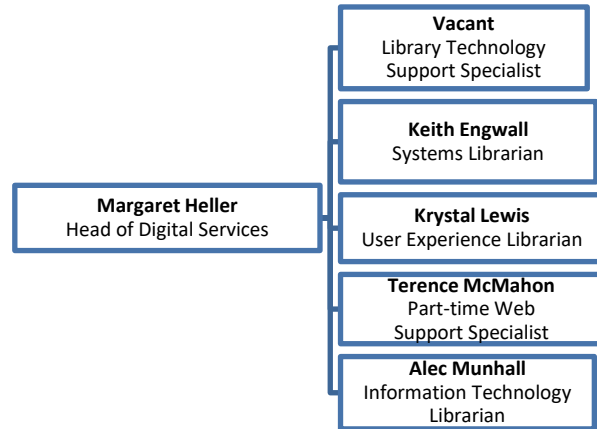 Vacant
Library Technology
Support Specialist
Keith Engwall
Systems Librarian
Margaret Heller
Head of Digital Services
Krystal Lewis
User Experience Librarian
Terence McMahon
Part-time Web
Support Specialist
Alec Munhall
Information Technology
Librarian